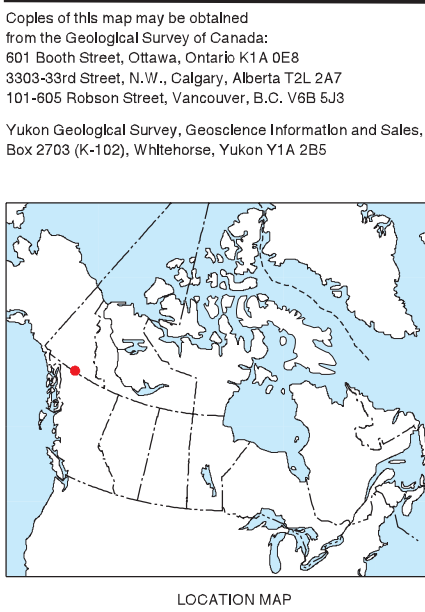 Copies of this map may be obtained
from the Geological Survey of Canada:
601 Booth Street, Ottawa, Ontario K1A 0E8
3303-33rd Street, N.W., Calgary, Alberta T2L 2A7
101-605 Robson Street, Vancouver, B.C. V6B 5J3
Yukon Geological Survey, Geoscience Information and Sales,
Box 2703 (K-102), Whitehorse, Yukon Y1A 2B5
LOCATION MAP